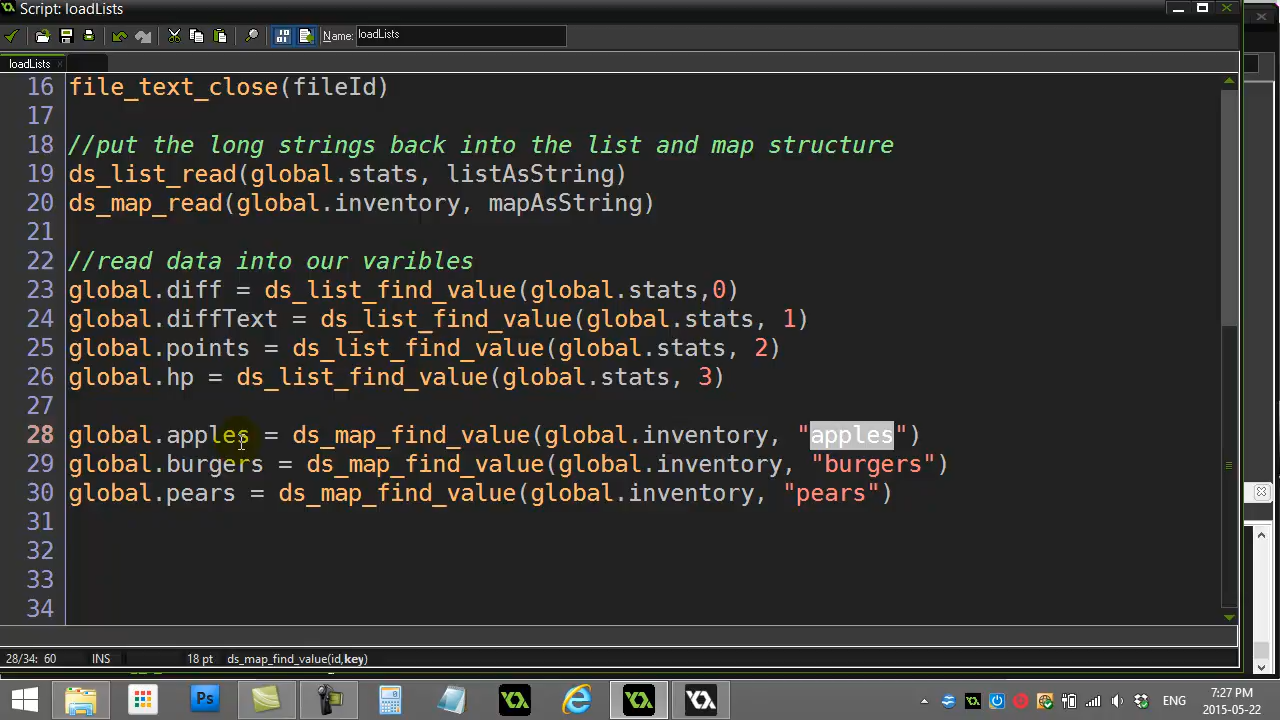 Script: loadLists
Name: loadLists
loadLists
16 file_text_close(fileId)
17
18 //put the long strings back into the list and map structure
19 ds_list_read(global.stats, listAsString)
20 ds_map_read(global.inventory, mapAsString)
21
22 //read data into our varibles
23 global.diff = ds_list_find_value(global.stats,0)
24 global.diffText = ds_list_find_value(global.stats, 1)
25 global.points = ds_list_find_value(global.stats, 2)
26 global.hp = ds_list_find_value(global.stats, 3)
27
28 global.apples = ds_map_find_value(global.inventory, "apples")
29 global.burgers = ds_map_find_value(global.inventory, "burgers")
30 global.pears = ds_map_find_value(global.inventory, "pears")
31
32
33
34
28/34: 60 INS 18 pt ds_map_find_value(id,key)
Ps ENG 7:27 PM
2015-05-22